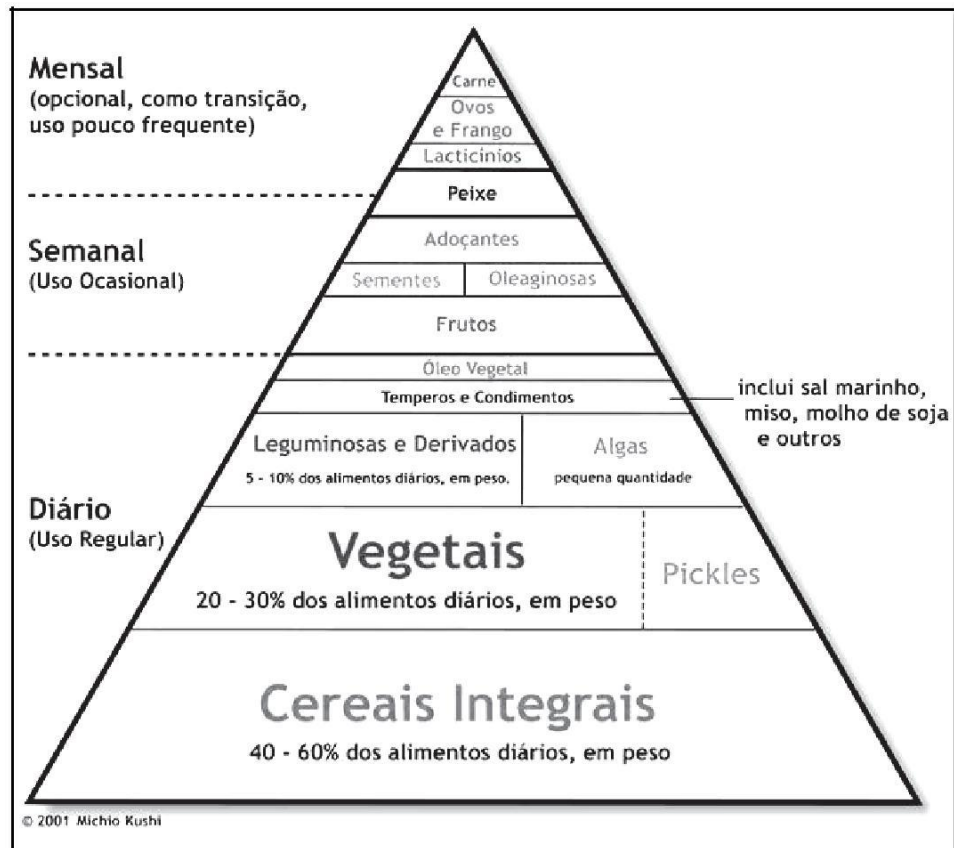 Mensal
(opcional, como transição,
uso pouco frequente)
Carne
Ovos
e Frango
Lacticínios
Peixe
Semanal
(Uso Ocasional)
Adoçantes
Sementes
Oleaginosas
Frutos
Óleo Vegetal
Temperos e Condimentos
inclui sal marinho,
miso, molho de soja
e outros
Diário
(Uso Regular)
Leguminosas e Derivados
5 - 10% dos alimentos diários, em peso.
Algas
pequena quantidade
Vegetais
20 - 30% dos alimentos diários, em peso
Pickles
Cereais Integrais
40 - 60% dos alimentos diários, em peso
© 2001 Michio Kushi